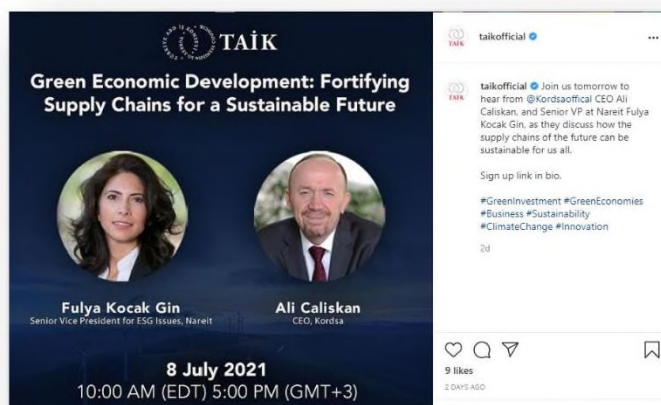 TAİK
Green Economic Development: Fortifying
Supply Chains for a Sustainable Future
Fulya Kocak Gin
Senior Vice President for ESG Issues, Nareit
Ali Caliskan
CEO, Kordsa
8 July 2021
10:00 AM (EDT) 5:00 PM (GMT+3)
TAİK
taikofficial
...
TAİK
taikofficial Join us tomorrow to
hear from @Kordsaoffical CEO Ali
Caliskan, and Senior VP at Nareit Fulya
Kocak Gin, as they discuss how the
supply chains of the future can be
sustainable for us all.
Sign up link in bio.
#GreenInvestment #GreenEconomies
#Business #Sustainability
#ClimateChange #Innovation
2d
9 likes
2 DAYS AGO